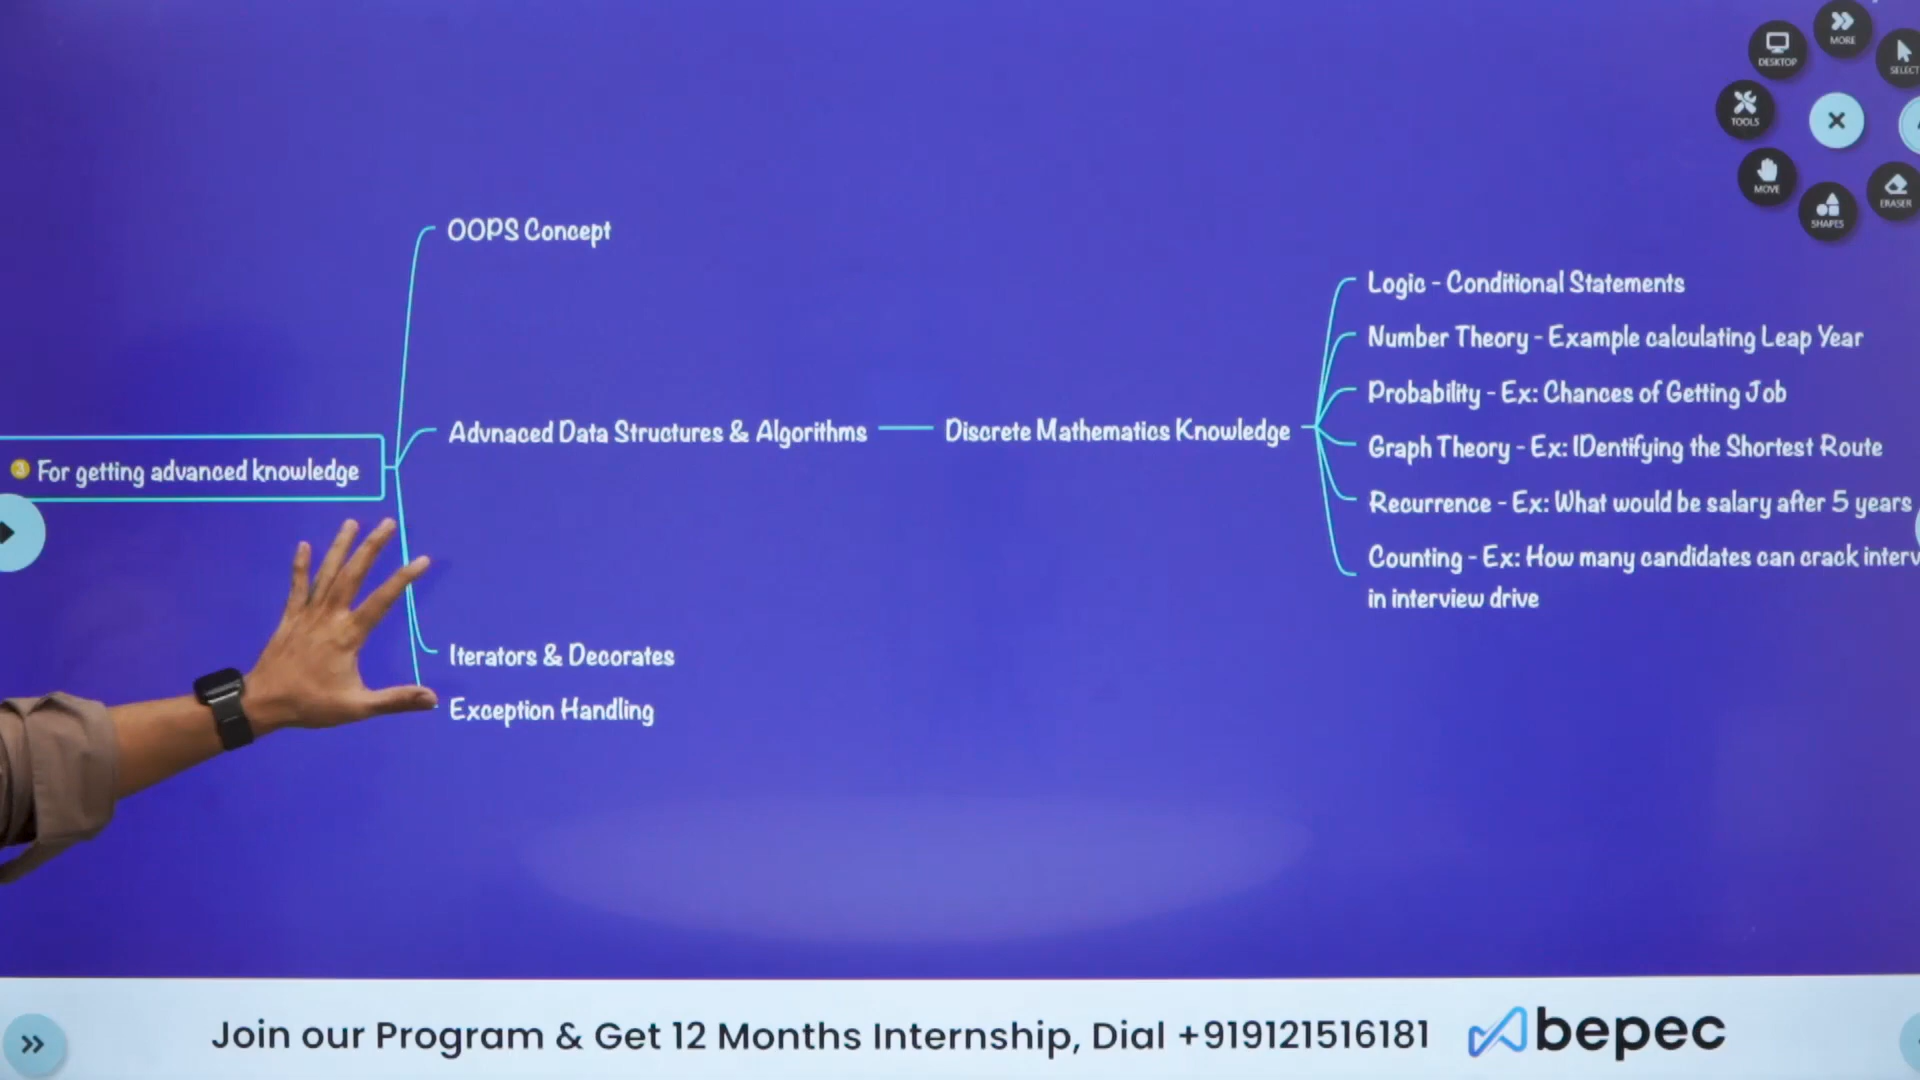 MORE
DESKTOP
SELECT
TOOLS
MOVE
SHAPES
ERASER
OOPS Concept
Logic - Conditional Statements
Number Theory - Example calculating Leap Year
Probability - Ex: Chances of Getting Job
Advnaced Data Structures & Algorithms
Discrete Mathematics Knowledge
Graph Theory - Ex: IDentifying the Shortest Route
3 For getting advanced knowledge
Recurrence - Ex: What would be salary after 5 years
Counting - Ex: How many candidates can crack interv
in interview drive
Iterators & Decorates
Exception Handling
Join our Program & Get 12 Months Internship, Dial +919121516181
bepec